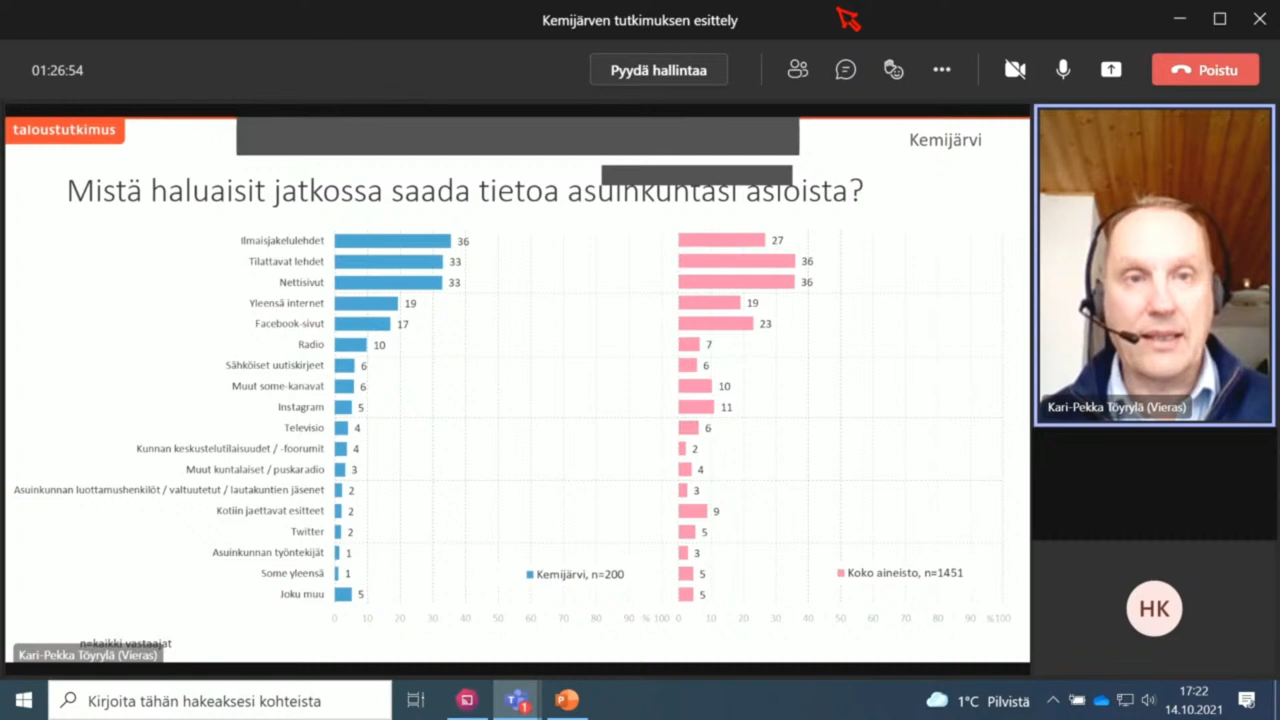 Kemijärven tutkimuksen esittely
01:26:54
Pyydä hallintaa
Poistu
taloustutkimus
Kemijärvi
Mistä haluaisit jatkossa saada tietoa asuinkuntasi asioista?
Ilmaisjakelulehdet 36 27
Tilattavat lehdet 33 36
Nettisivut 33 36
Yleensä internet 19 19
Facebook-sivut 17 23
Radio 10 7
Sähköiset uutiskirjeet 6 6
Muut some-kanavat 6 10
Instagram 5 11
Televisio 4 6
Kunnan keskustelutilaisuudet / -foorumit 4 2
Muut kuntalaiset / puskaradio 3 4
Asuinkunnan luottamushenkilöt / valtuutetut / lautakuntien jäsenet 2 3
Kotiin jaettavat esitteet 2 9
Twitter 2 5
Asuinkunnan työntekijät 1 3
Some yleensä 1 5
Joku muu 5 5
Kemijärvi, n=200
Koko aineisto, n=1451
0 10 20 30 40 50 60 70 80 90 % 100
0 10 20 30 40 50 60 70 80 90 %100
n=kaikki vastaajat
Kari-Pekka Töyrylä (Vieras)
Kari-Pekka Töyrylä (Vieras)
HK
Kirjoita tähän hakeaksesi kohteista
1
1°C Pilvistä
17:22
14.10.2021